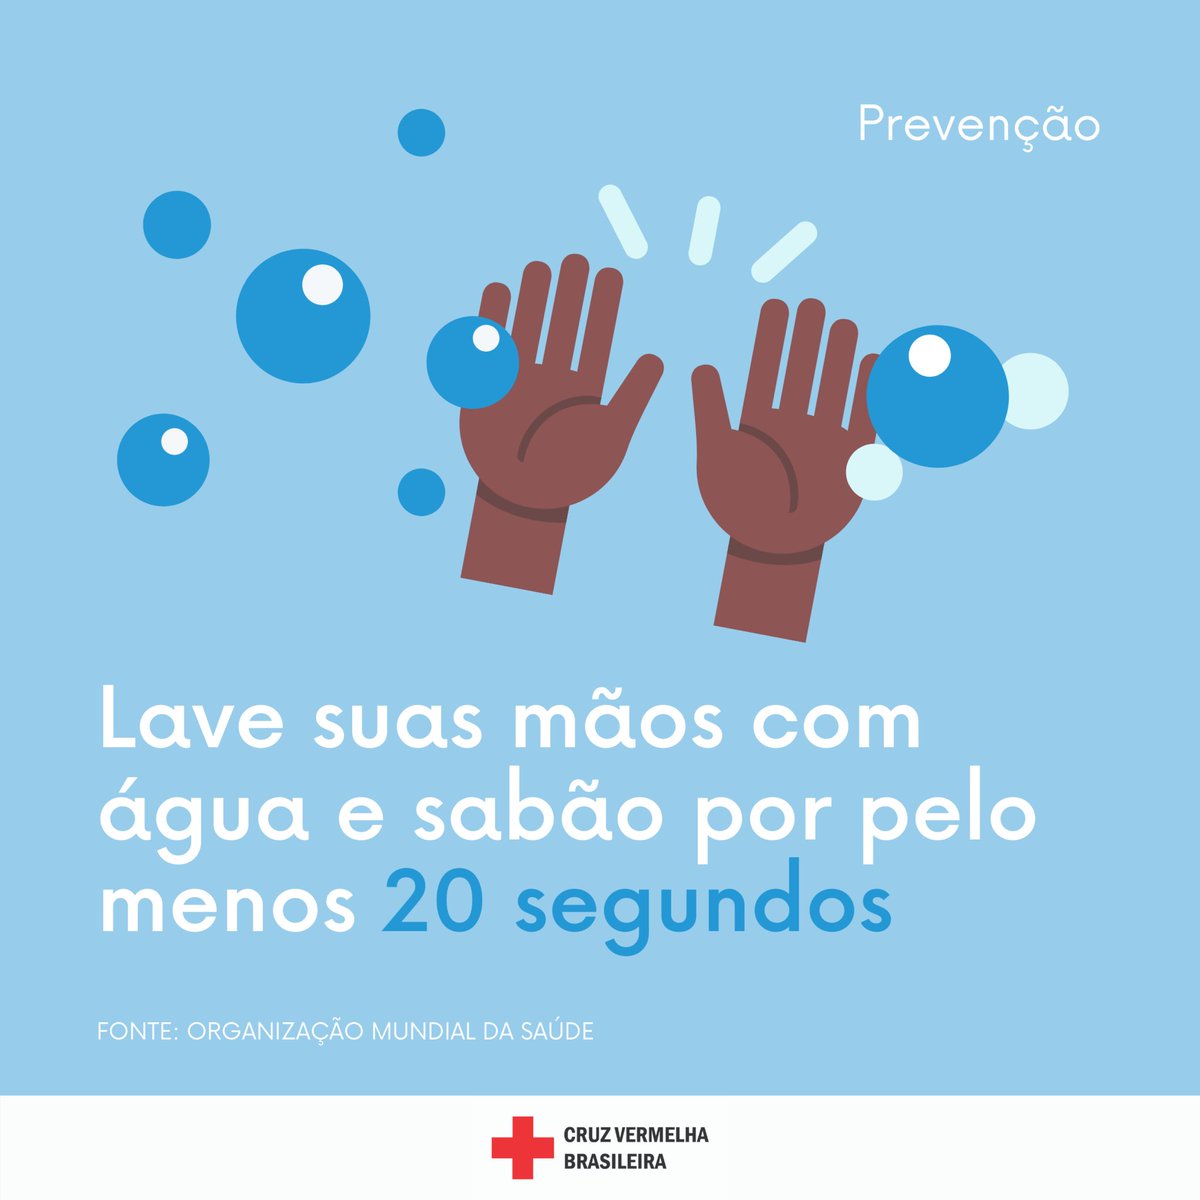 Prevenção
Lave suas mãos com
água e sabão por pelo
menos 20 segundos
FONTE: ORGANIZAÇÃO MUNDIAL DA SAÚDE
CRUZ VERMELHA
BRASILEIRA